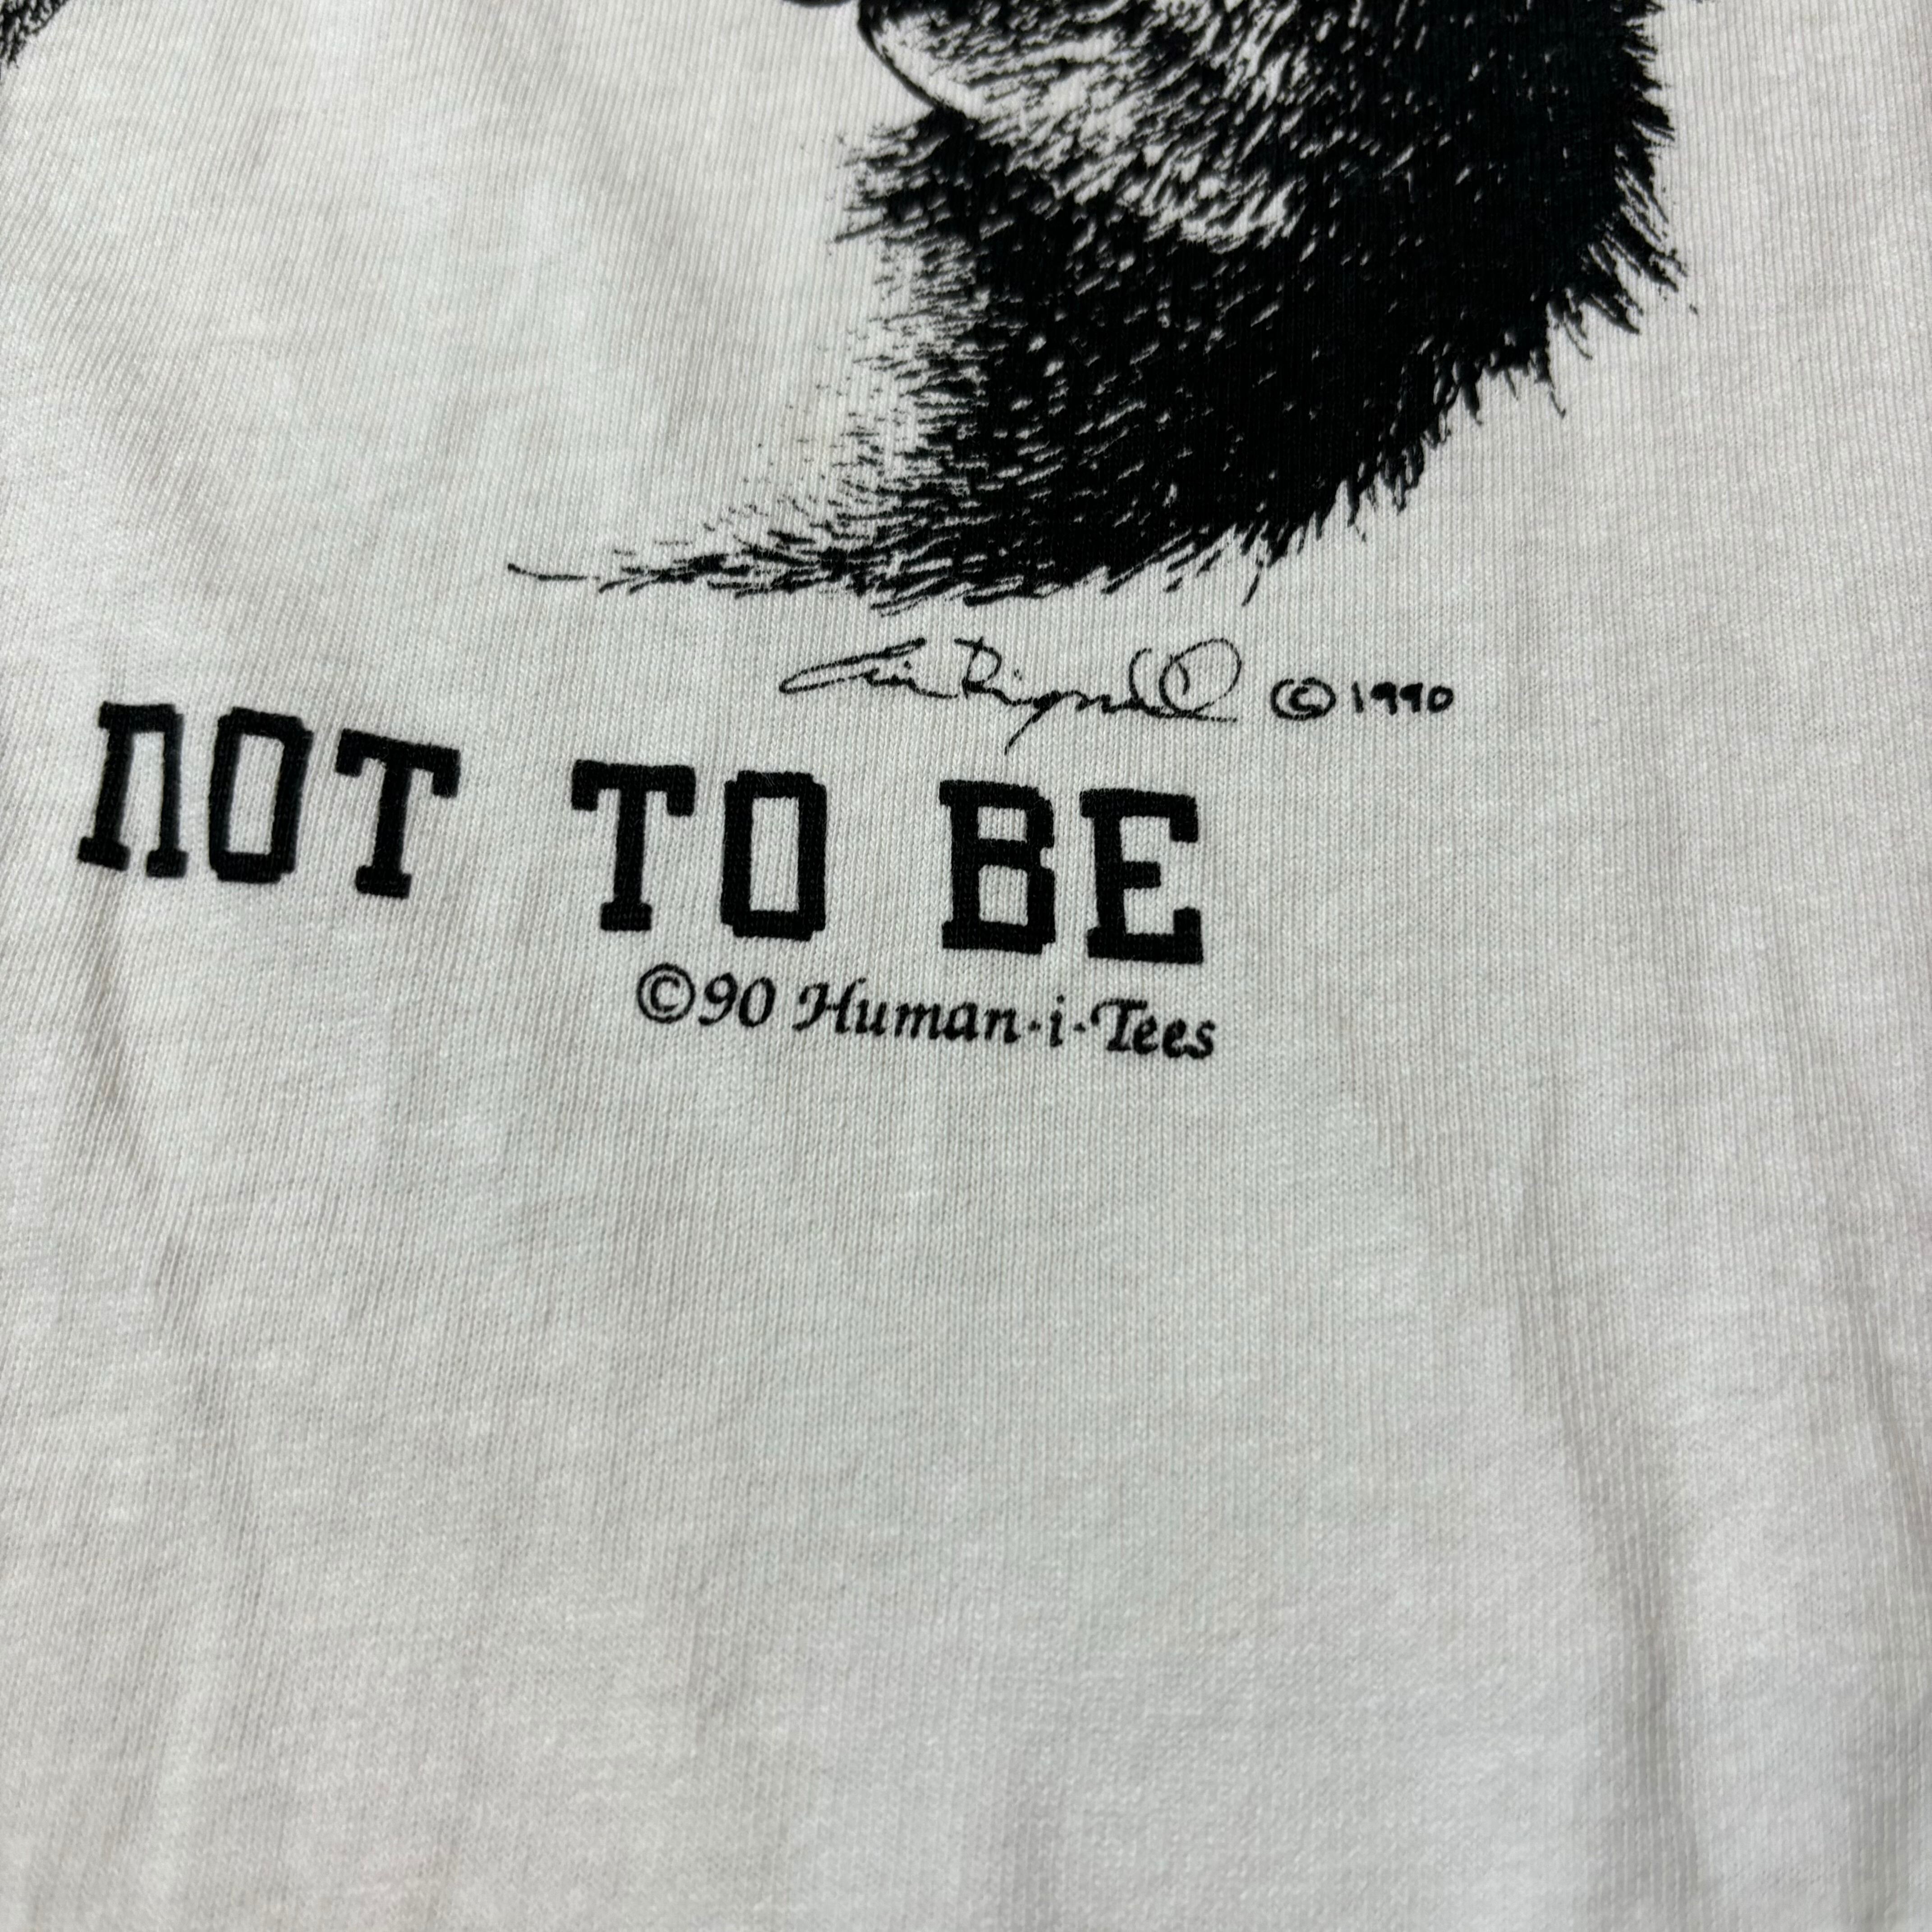 © 1990
NOT TO BE
©90 Human-i-Tees